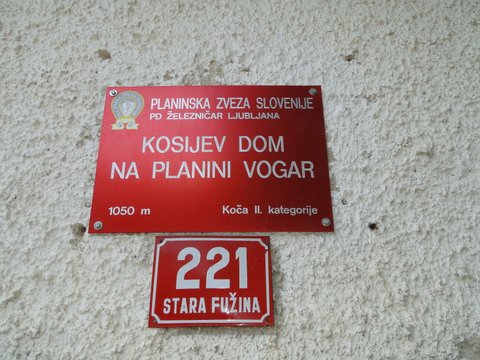 PLANINSKA ZVEZA SLOVENIJE
PD ŽELEZNIČAR LJUBLJANA
KOSIJEV DOM
NA PLANINI VOGAR
1050 m Koča II. kategorije
221
STARA FUŽINA